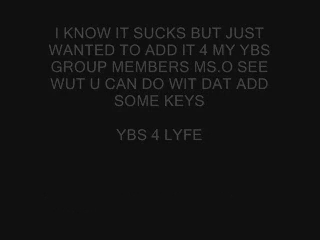 I KNOW IT SUCKS BUT JUST
WANTED TO ADD IT 4 MY YBS
GROUP MEMBERS MS.O SEE
WUT U CAN DO WIT DAT ADD
SOME KEYS
YBS 4 LYFE